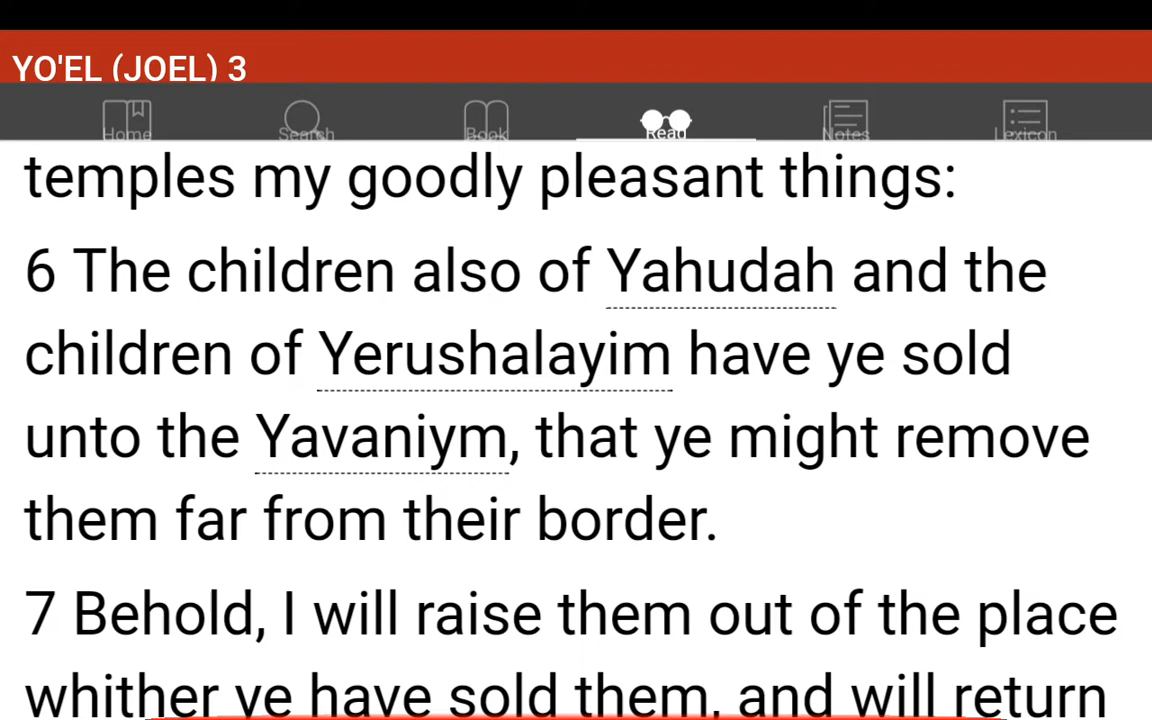 YO'EL (JOEL) 3
Home Search Book Read Notes Lexicon
temples my goodly pleasant things:
6 The children also of Yahudah and the
children of Yerushalayim have ye sold
unto the Yavaniym, that ye might remove
them far from their border.
7 Behold, I will raise them out of the place
whither ye have sold them, and will return